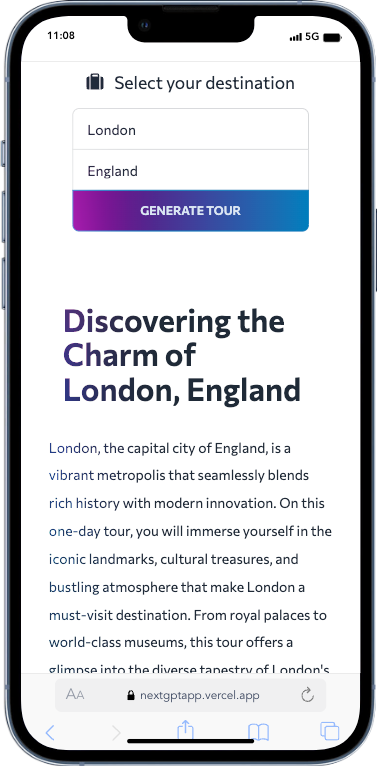 11:08
5G
Select your destination
London
England
GENERATE TOUR
Discovering the
Charm of
London, England
London, the capital city of England, is a
vibrant metropolis that seamlessly blends
rich history with modern innovation. On this
one-day tour, you will immerse yourself in the
iconic landmarks, cultural treasures, and
bustling atmosphere that make London a
must-visit destination. From royal palaces to
world-class museums, this tour offers a
glimpse into the diverse tapestry of London's
AA nextgptapp.vercel.app